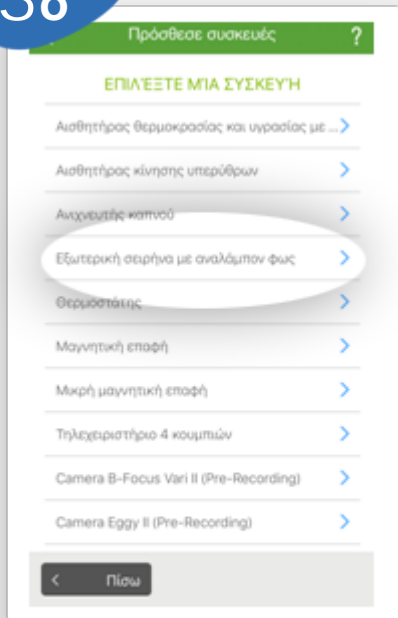 38
Πρόσθεσε συσκευές ?
ΕΠΙΛΈΞΤΕ ΜΊΑ ΣΥΣΚΕΥΉ
Αισθητήρας θερμοκρασίας και υγρασίας με ...
Αισθητήρας κίνησης υπερύθρων
Ανιχνευτής καπνού
Εξωτερική σειρήνα με αναλάμπον φως
Θερμοστάτης
Μαγνητική επαφή
Μικρή μαγνητική επαφή
Τηλεχειριστήριο 4 κουμπιών
Camera B-Focus Vari II (Pre-Recording)
Camera Eggy II (Pre-Recording)
< Πίσω